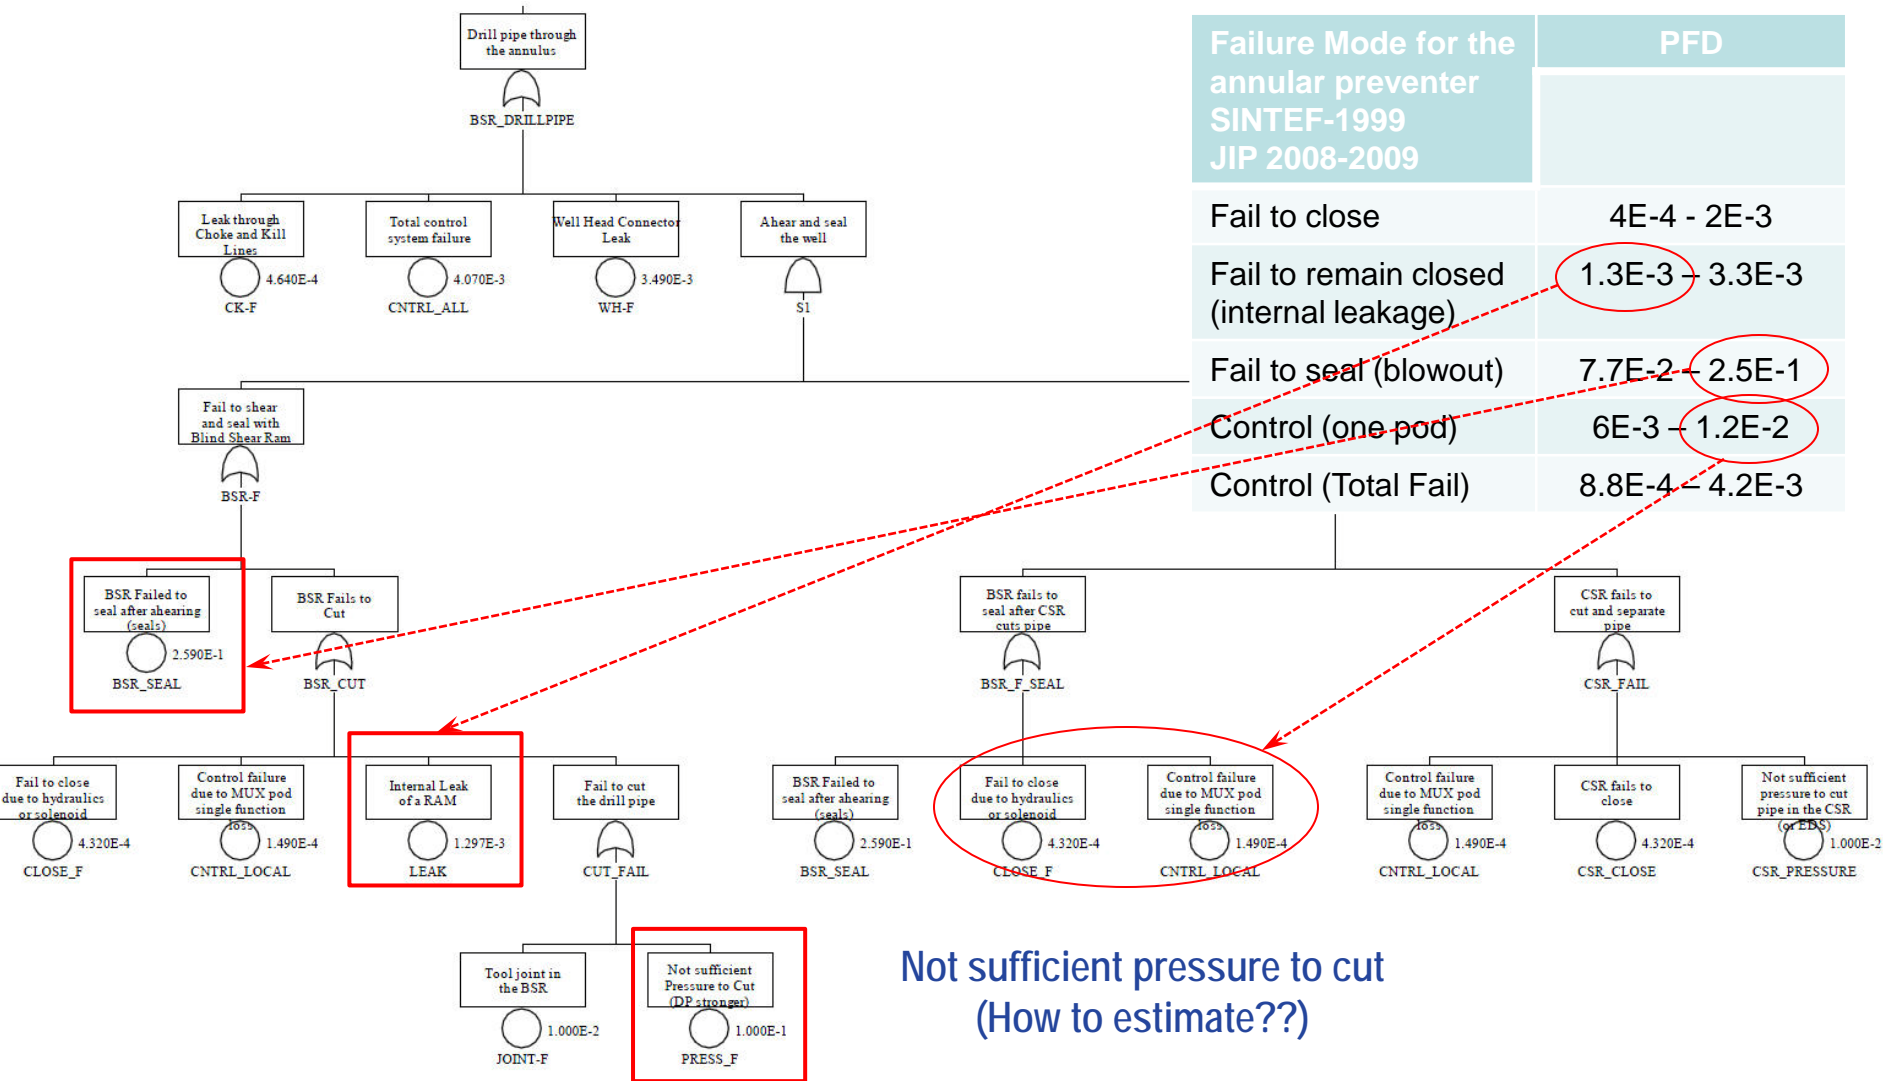 Drill pipe through
the annulus
BSR_DRILLPIPE
Leak through
Choke and Kill
Lines
4.640E-4
CK-F
Total control
system failure
4.070E-3
CNTRL_ALL
Well Head Connector
Leak
3.490E-3
WH-F
Ahear and seal
the well
S1
Failure Mode for the
annular preventer
SINTEF-1999
JIP 2008-2009
PFD
Fail to close
4E-4 - 2E-3
Fail to remain closed
(internal leakage)
1.3E-3 – 3.3E-3
Fail to seal (blowout)
7.7E-2 – 2.5E-1
Control (one pod)
6E-3 – 1.2E-2
Control (Total Fail)
8.8E-4 – 4.2E-3
Fail to shear
and seal with
Blind Shear Ram
BSR-F
BSR Failed to
seal after ahearing
(seals)
2.590E-1
BSR_SEAL
BSR Fails to
Cut
BSR_CUT
BSR fails to
seal after CSR
cuts pipe
BSR_F_SEAL
CSR fails to
cut and separate
pipe
CSR_FAIL
Fail to close
due to hydraulics
or solenoid
4.320E-4
CLOSE_F
Control failure
due to MUX pod
single function
loss
1.490E-4
CNTRL_LOCAL
Internal Leak
of a RAM
1.297E-3
LEAK
Fail to cut
the drill pipe
CUT_FAIL
BSR Failed to
seal after ahearing
(seals)
2.590E-1
BSR_SEAL
Fail to close
due to hydraulics
or solenoid
4.320E-4
CLOSE_F
Control failure
due to MUX pod
single function
loss
1.490E-4
CNTRL_LOCAL
Control failure
due to MUX pod
single function
loss
1.490E-4
CNTRL_LOCAL
CSR fails to
close
4.320E-4
CSR_CLOSE
Not sufficient
pressure to cut
pipe in the CSR
(or EDS)
1.000E-2
CSR_PRESSURE
Tool joint in
the BSR
1.000E-2
JOINT-F
Not sufficient
Pressure to Cut
(DP stronger)
1.000E-1
PRESS_F
Not sufficient pressure to cut
(How to estimate??)